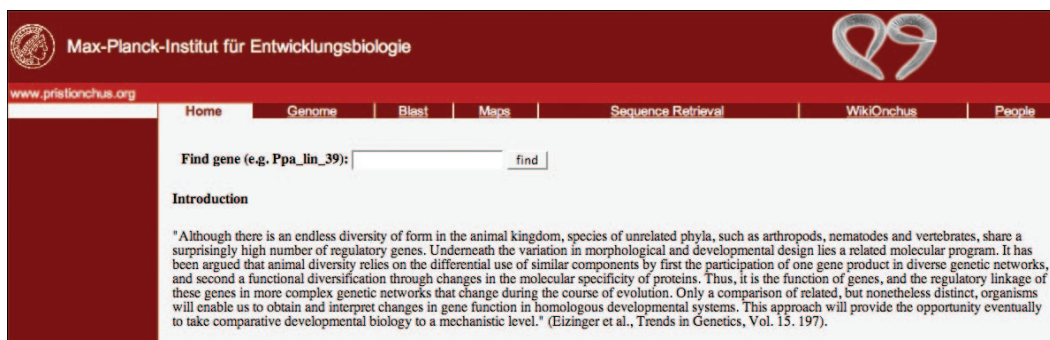 Max-Planck-Institut für Entwicklungsbiologie
www.pristionchus.org
Home Genome Blast Maps Sequence Retrieval WikiOnchus People
Find gene (e.g. Ppa_lin_39): find
Introduction
"Although there is an endless diversity of form in the animal kingdom, species of unrelated phyla, such as arthropods, nematodes and vertebrates, share a
surprisingly high number of regulatory genes. Underneath the variation in morphological and developmental design lies a related molecular program. It has
been argued that animal diversity relies on the differential use of similar components by first the participation of one gene product in diverse genetic networks,
and second a functional diversification through changes in the molecular specificity of proteins. Thus, it is the function of genes, and the regulatory linkage of
these genes in more complex genetic networks that change during the course of evolution. Only a comparison of related, but nonetheless distinct, organisms
will enable us to obtain and interpret changes in gene function in homologous developmental systems. This approach will provide the opportunity eventually
to take comparative developmental biology to a mechanistic level." (Eizinger et al., Trends in Genetics, Vol. 15. 197).